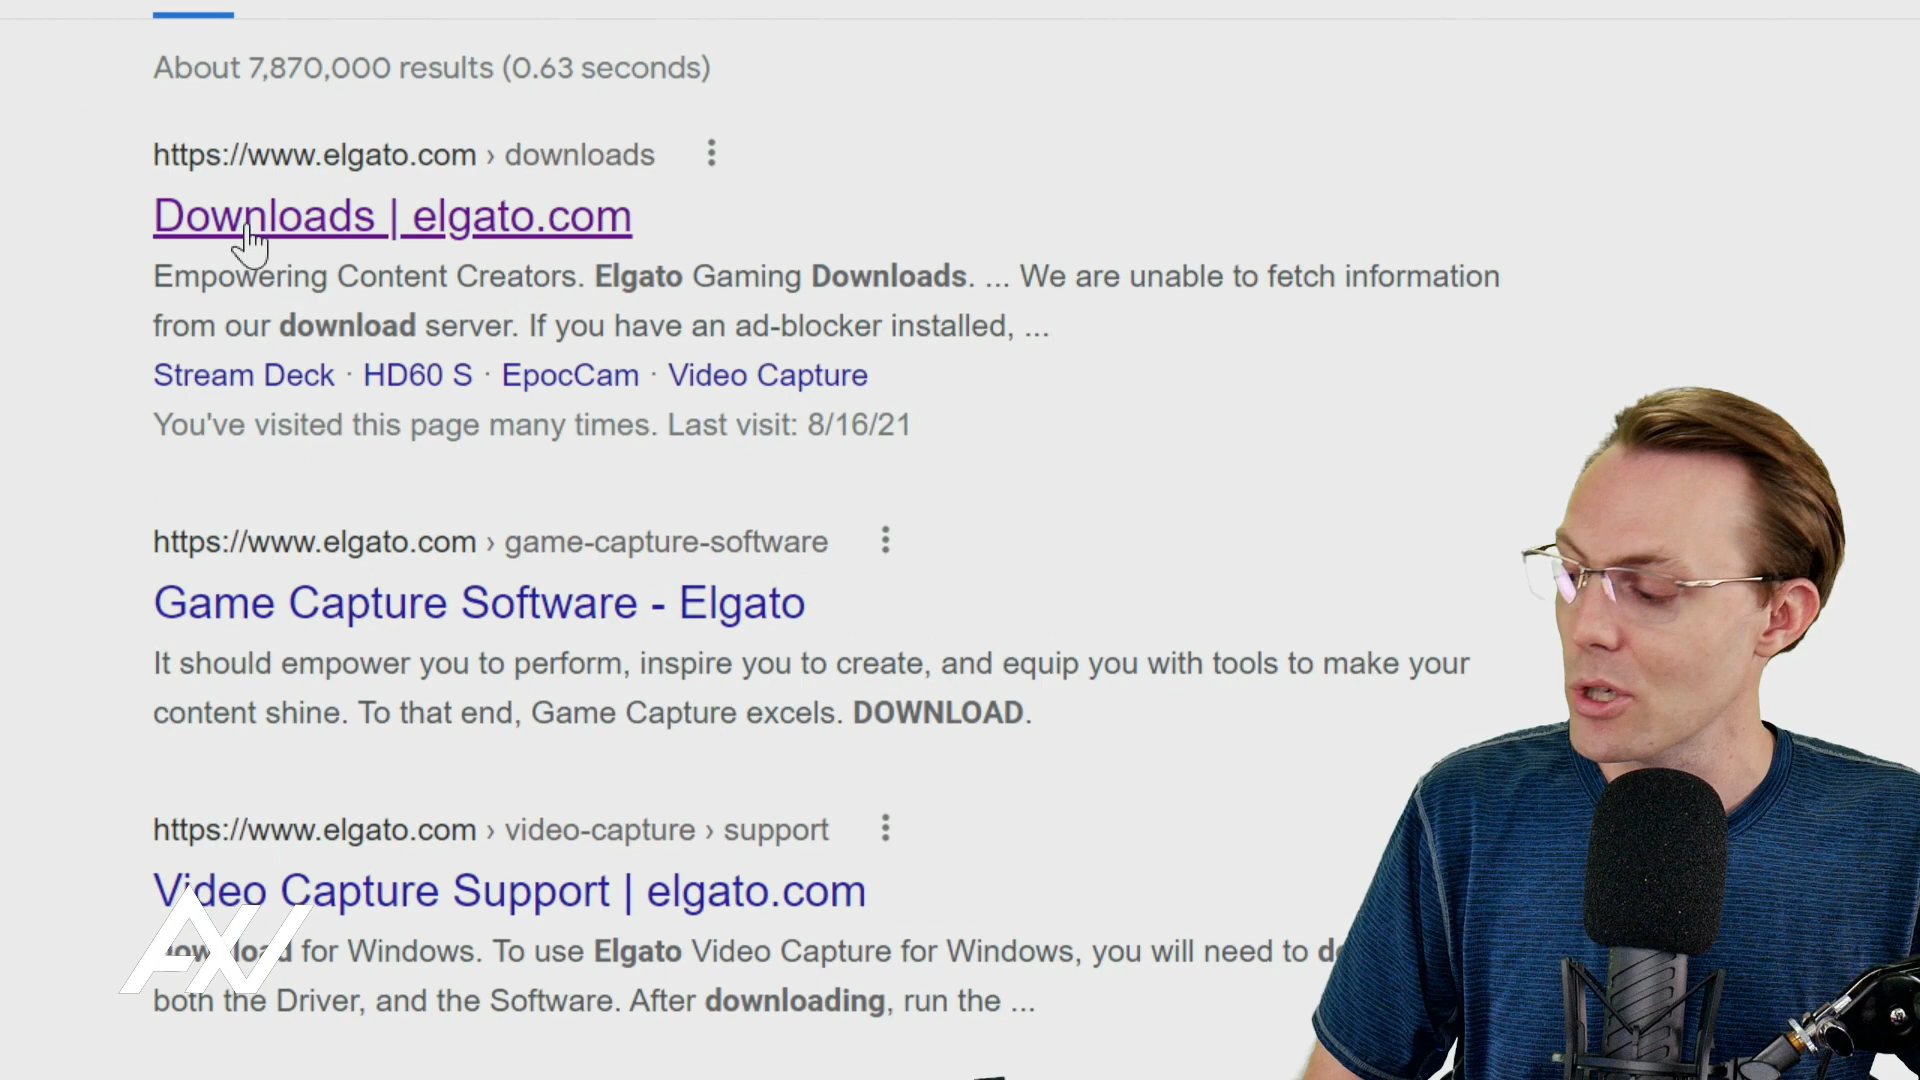 About 7,870,000 results (0.63 seconds)
https://www.elgato.com › downloads
Downloads | elgato.com
Empowering Content Creators. Elgato Gaming Downloads. ... We are unable to fetch information
from our download server. If you have an ad-blocker installed, ...
Stream Deck · HD60 S · EpocCam · Video Capture
You've visited this page many times. Last visit: 8/16/21
https://www.elgato.com › game-capture-software
Game Capture Software - Elgato
It should empower you to perform, inspire you to create, and equip you with tools to make your
content shine. To that end, Game Capture excels. DOWNLOAD.
https://www.elgato.com › video-capture › support
Video Capture Support | elgato.com
Download for Windows. To use Elgato Video Capture for Windows, you will need to
both the Driver, and the Software. After downloading, run the ...